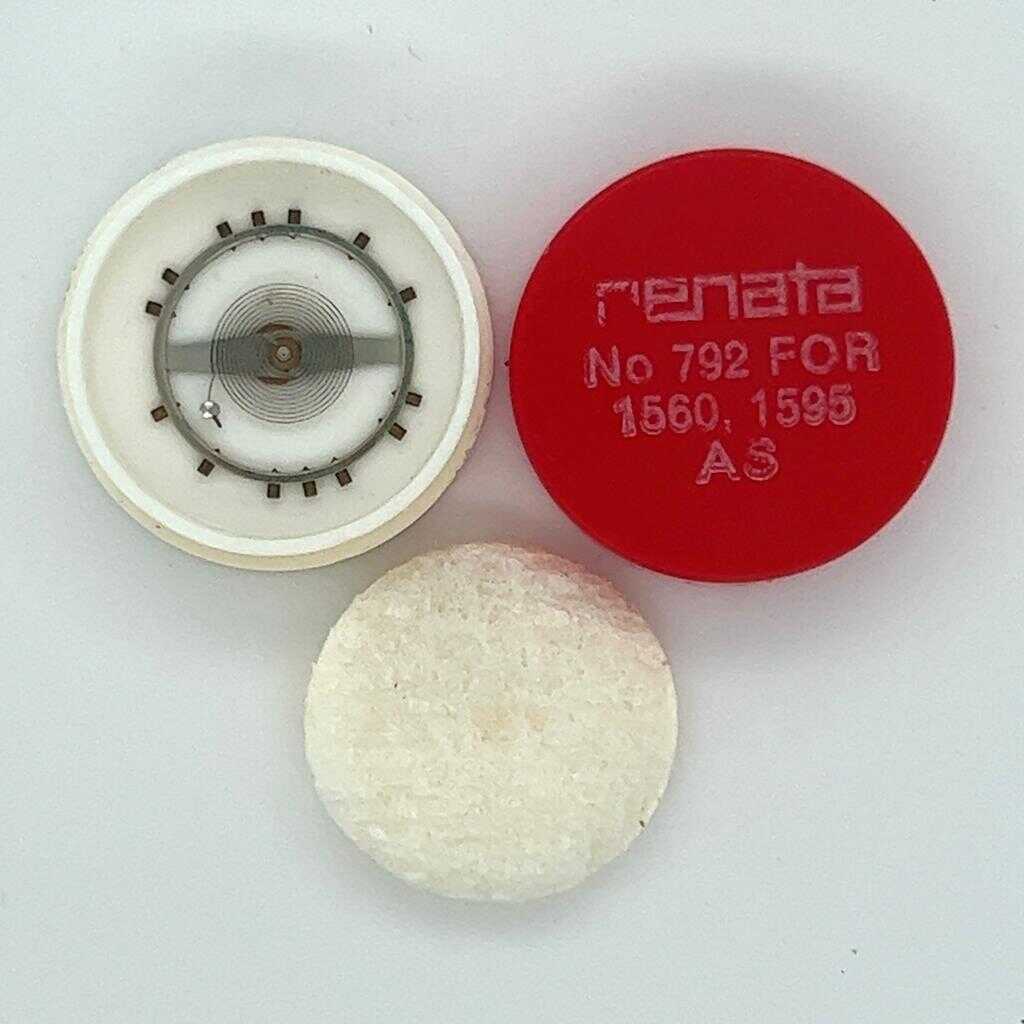 renata
No 792 FOR
1560, 1595
AS